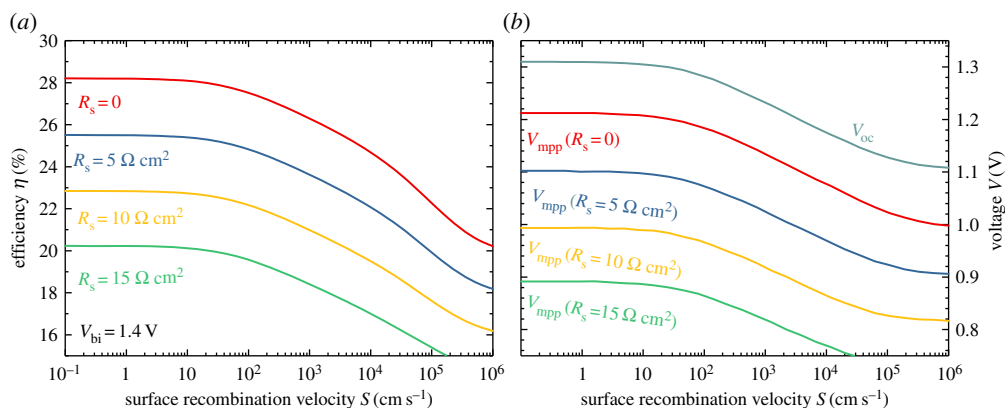 (a)
30
28
26
24
22
20
18
16
efficiency η (%)
R_s = 0
R_s = 5 Ω cm²
R_s = 10 Ω cm²
R_s = 15 Ω cm²
V_bi = 1.4 V
10⁻¹ 1 10 10² 10³ 10⁴ 10⁵ 10⁶
surface recombination velocity S (cm s⁻¹)
(b)
V_oc
V_mpp (R_s = 0)
V_mpp (R_s = 5 Ω cm²)
V_mpp (R_s = 10 Ω cm²)
V_mpp (R_s = 15 Ω cm²)
1.3
1.2
1.1
1.0
0.9
0.8
voltage V (V)
1 10 10² 10³ 10⁴ 10⁵ 10⁶
surface recombination velocity S (cm s⁻¹)